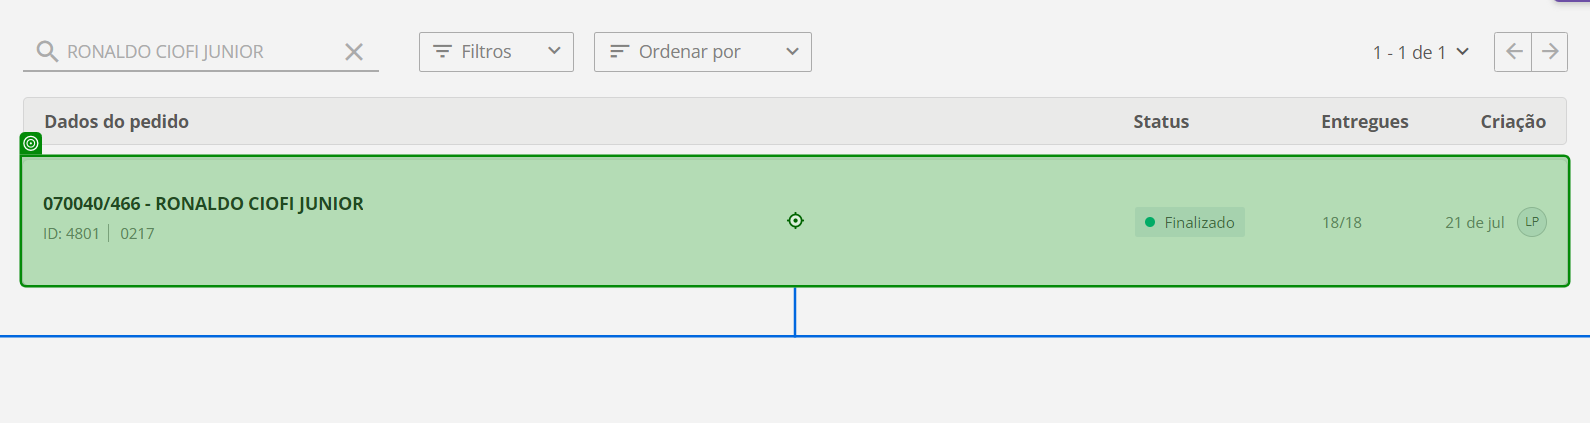 RONALDO CIOFI JUNIOR Filtros Ordenar por 1 - 1 de 1
Dados do pedido Status Entregues Criação
070040/466 - RONALDO CIOFI JUNIOR
ID: 4801 0217 Finalizado 18/18 21 de jul LP